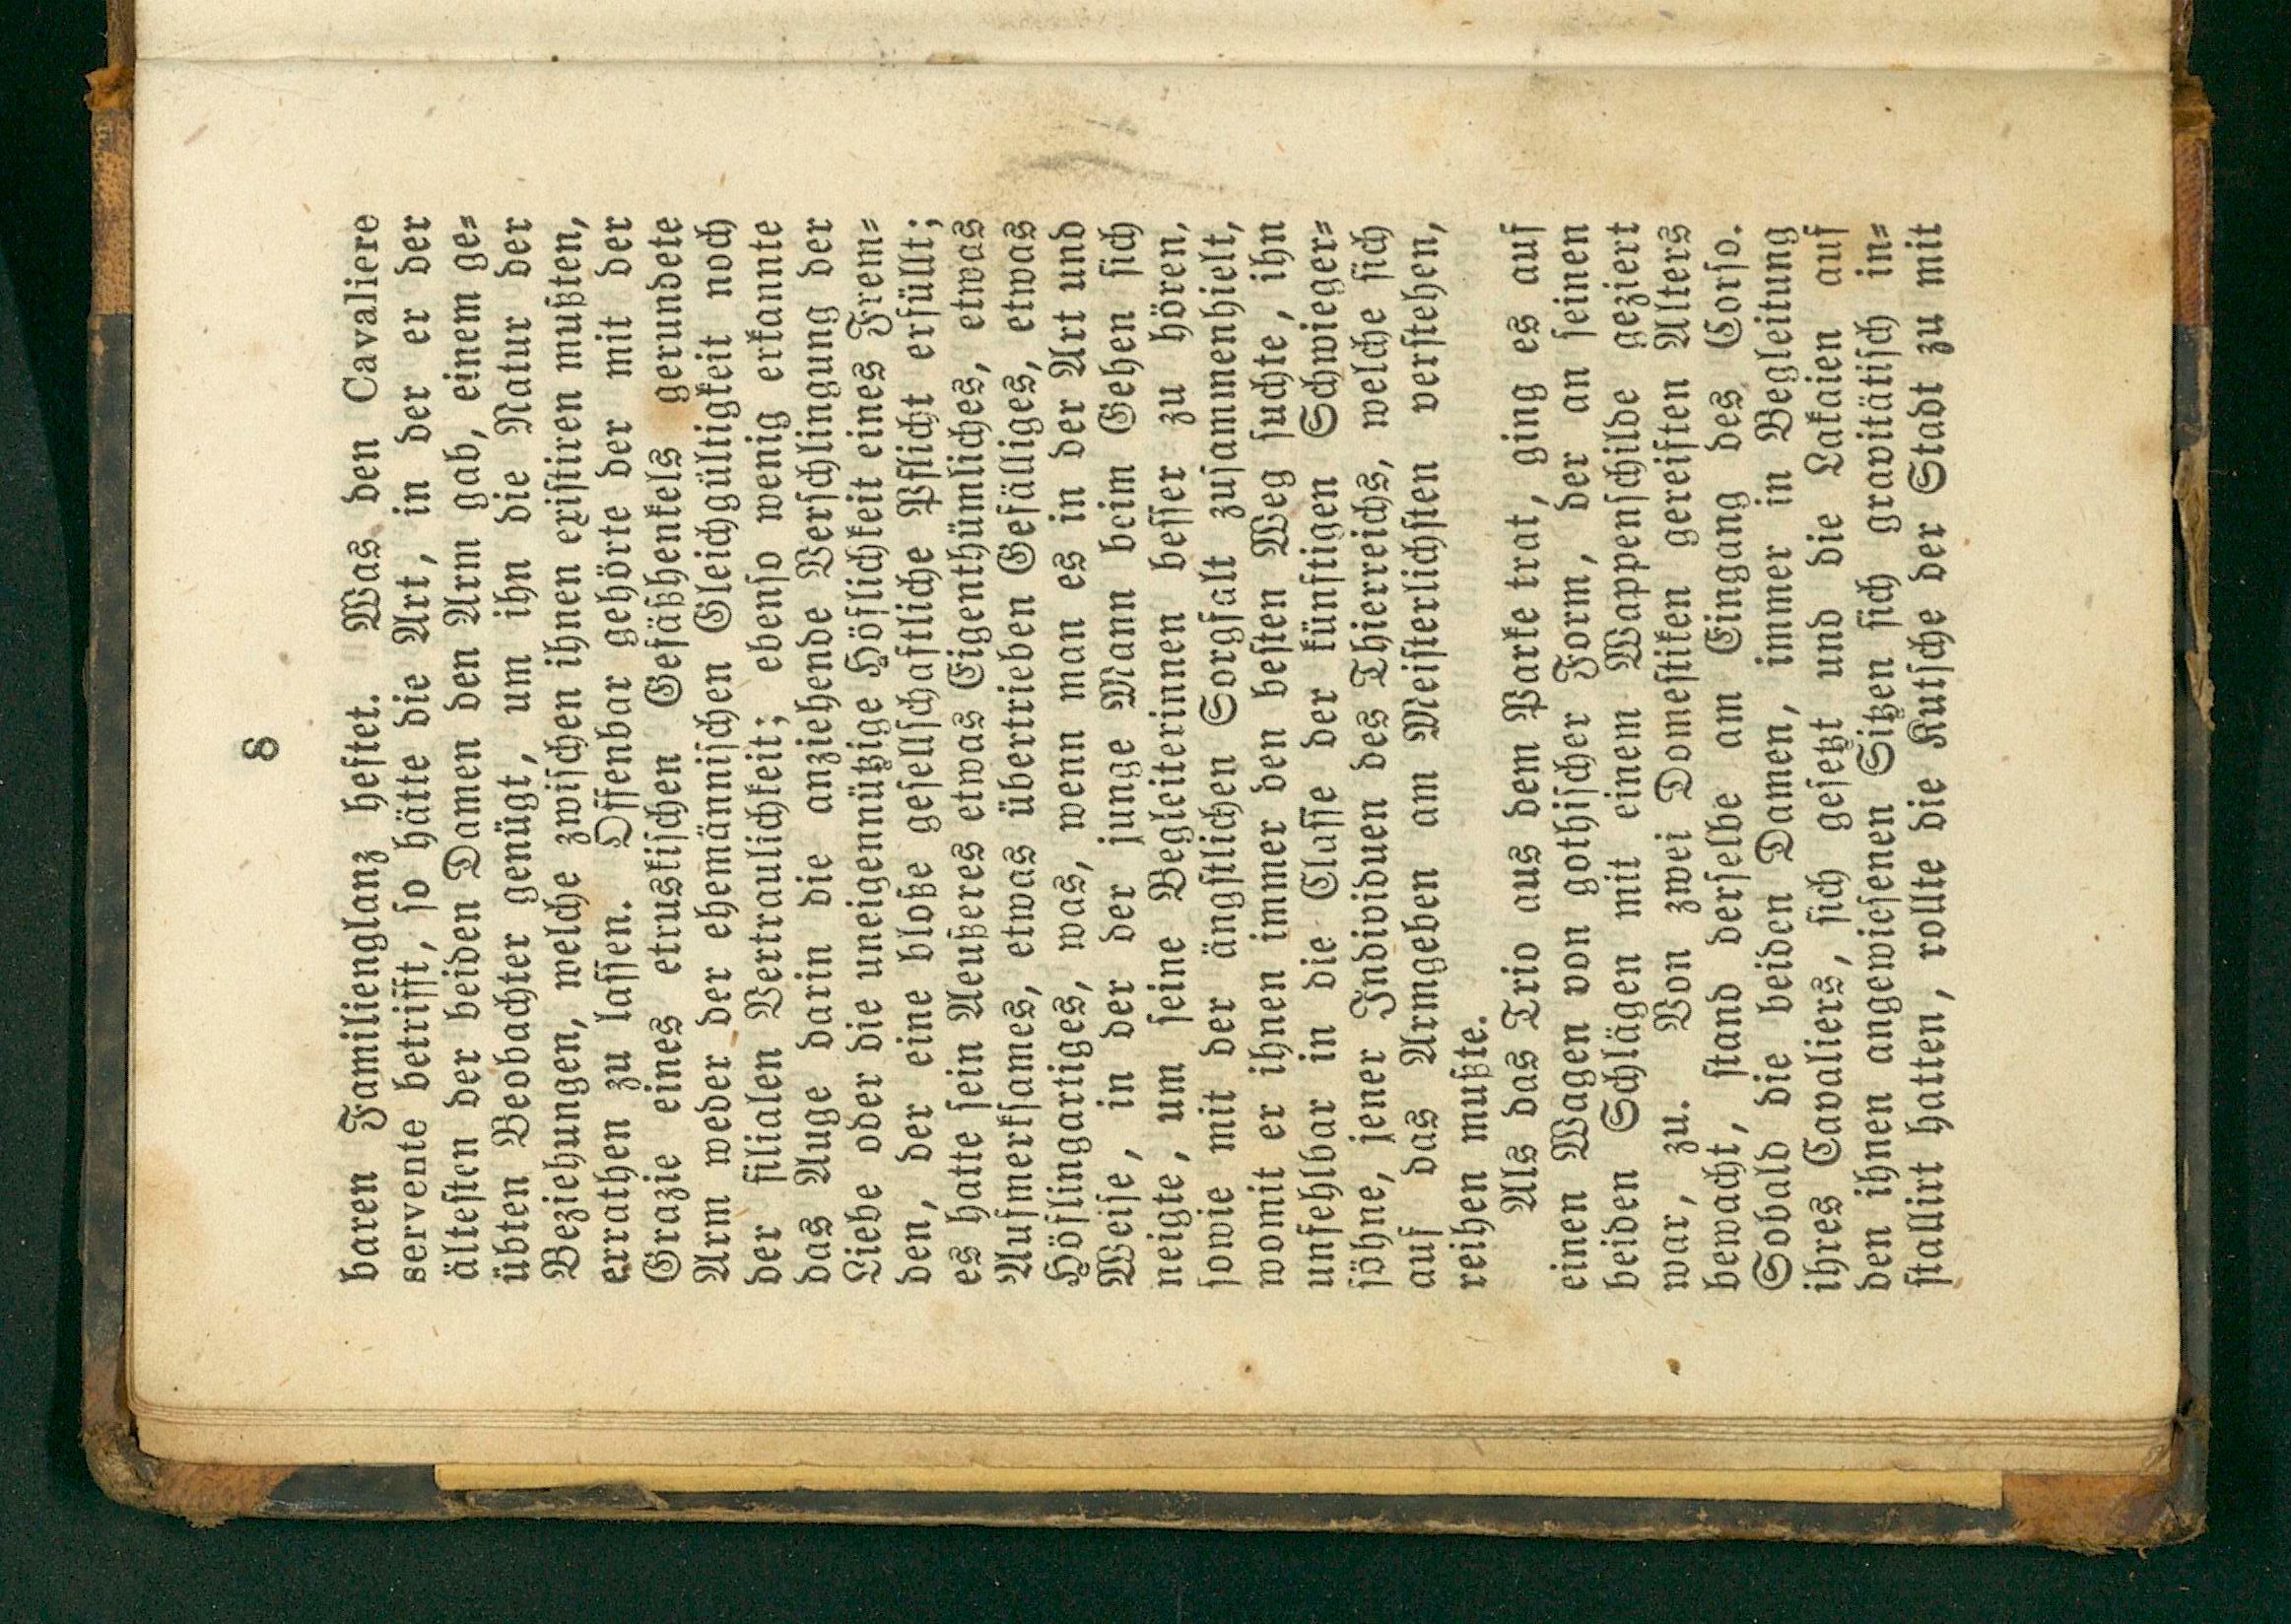 8
baren Familienglanz heftet. Was den Cavaliere
servente betrifft, so hätte die Art, in der er der
ältesten der beiden Damen den Arm gab, einem ge-
übten Beobachter genügt, um ihn die Natur der
Beziehungen, welche zwischen ihnen existiren mußten,
errathen zu lassen. Offenbar gehörte der mit der
Grazie eines etruskischen Gefäßhenkels gerundete
Arm weder der ehemännischen Gleichgültigkeit noch
der filialen Vertraulichkeit; ebenso wenig erkannte
das Auge darin die anziehende Verschlingung der
Liebe oder die uneigennützige Höflichkeit eines Frem-
den, der eine bloße gesellschaftliche Pflicht erfüllt;
es hatte sein Aeußeres etwas Eigenthümliches, etwas
Aufmerksames, etwas übertrieben Gefälliges, etwas
Höflingartiges, was, wenn man es in der Art und
Weise, in der der junge Mann beim Gehen sich
neigte, um seine Begleiterinnen besser zu hören,
sowie mit der ängstlichen Sorgfalt zusammenhielt,
womit er ihnen immer den besten Weg suchte, ihn
unfehlbar in die Classe der künftigen Schwieger-
söhne, jener Individuen des Thierreichs, welche sich
auf das Armgeben am Meisterlichsten verstehen,
reihen mußte.
Als das Trio aus dem Parke trat, ging es auf
einen Wagen von gothischer Form, der an seinen
beiden Schlägen mit einem Wappenschilde geziert
war, zu. Von zwei Domestiken gereiften Alters
bewacht, stand derselbe am Eingang des Corso.
Sobald die beiden Damen, immer in Begleitung
ihres Cavaliers, sich gesetzt und die Lakaien auf
den ihnen angewiesenen Sitzen sich gravitätisch in-
stallirt hatten, rollte die Kutsche der Stadt zu mit